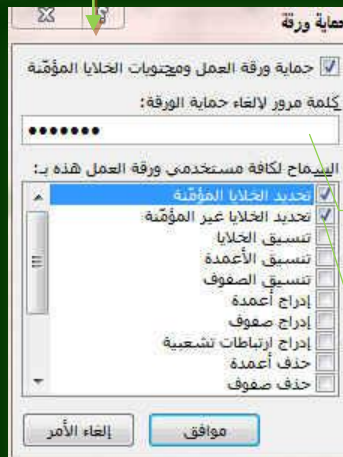 حماية ورقة
حماية ورقة العمل ومحتويات الخلايا المؤمّنة
كلمة مرور لإلغاء حماية الورقة:
•••••••
السماح لكافة مستخدمي ورقة العمل هذه بـ:
تحديد الخلايا المؤمّنة
تحديد الخلايا غير المؤمّنة
تنسيق الخلايا
تنسيق الأعمدة
تنسيق الصفوف
إدراج أعمدة
إدراج صفوف
إدراج ارتباطات تشعبية
حذف أعمدة
حذف صفوف
موافق
إلغاء الأمر